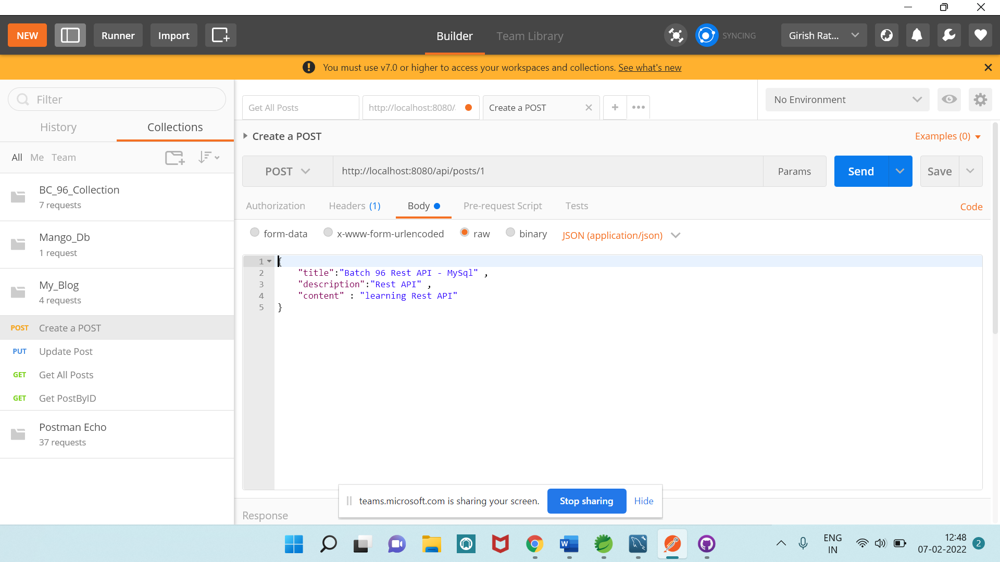 NEW
Runner
Import
Builder
Team Library
SYNCING
Girish Rat...
You must use v7.0 or higher to access your workspaces and collections. See what's new
Filter
History
Collections
All Me Team
BC_96_Collection
7 requests
Mango_Db
1 request
My_Blog
4 requests
POST Create a POST
PUT Update Post
GET Get All Posts
GET Get PostByID
Postman Echo
37 requests
Get All Posts
http://localhost:8080/
Create a POST
No Environment
Create a POST
Examples (0)
POST
http://localhost:8080/api/posts/1
Params
Send
Save
Authorization
Headers (1)
Body
Pre-request Script
Tests
Code
form-data
x-www-form-urlencoded
raw
binary
JSON (application/json)
1 {
2 "title":"Batch 96 Rest API - MySql" ,
3 "description":"Rest API" ,
4 "content" : "learning Rest API"
5 }
teams.microsoft.com is sharing your screen.
Stop sharing
Hide
Response
W
ENG
IN
12:48
07-02-2022
2